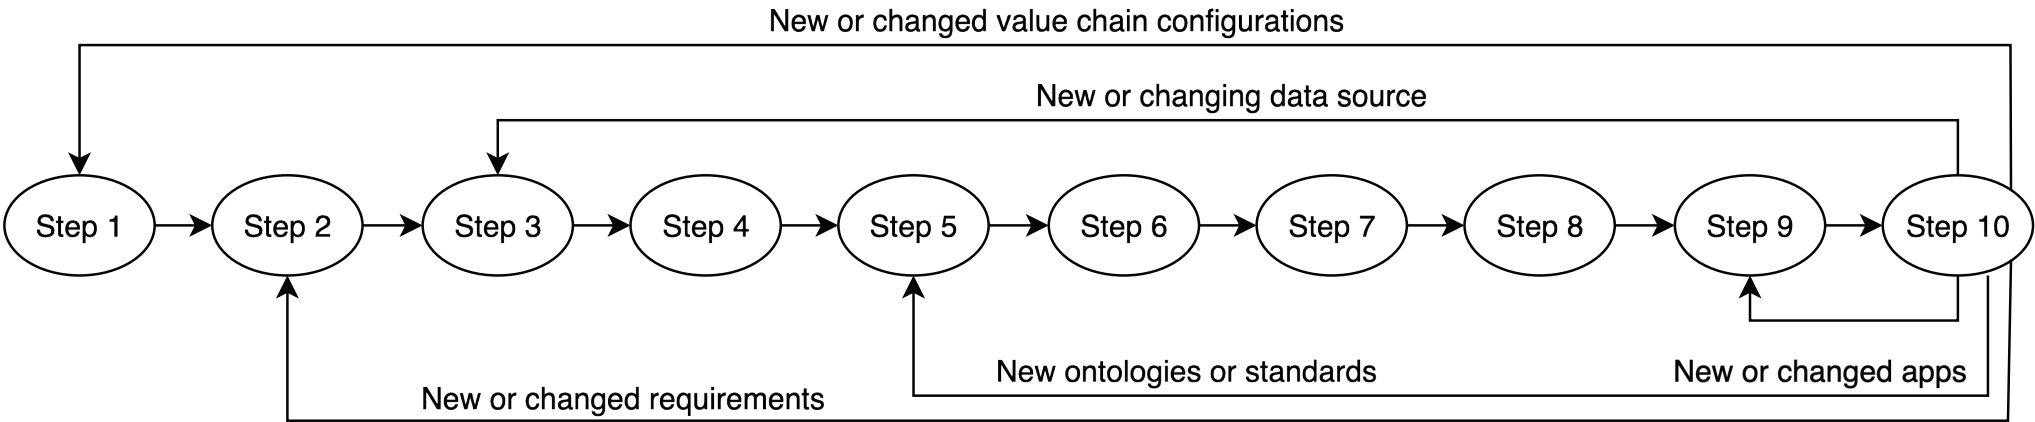 New or changed value chain configurations
New or changing data source
Step 1
Step 2
Step 3
Step 4
Step 5
Step 6
Step 7
Step 8
Step 9
Step 10
New ontologies or standards
New or changed apps
New or changed requirements